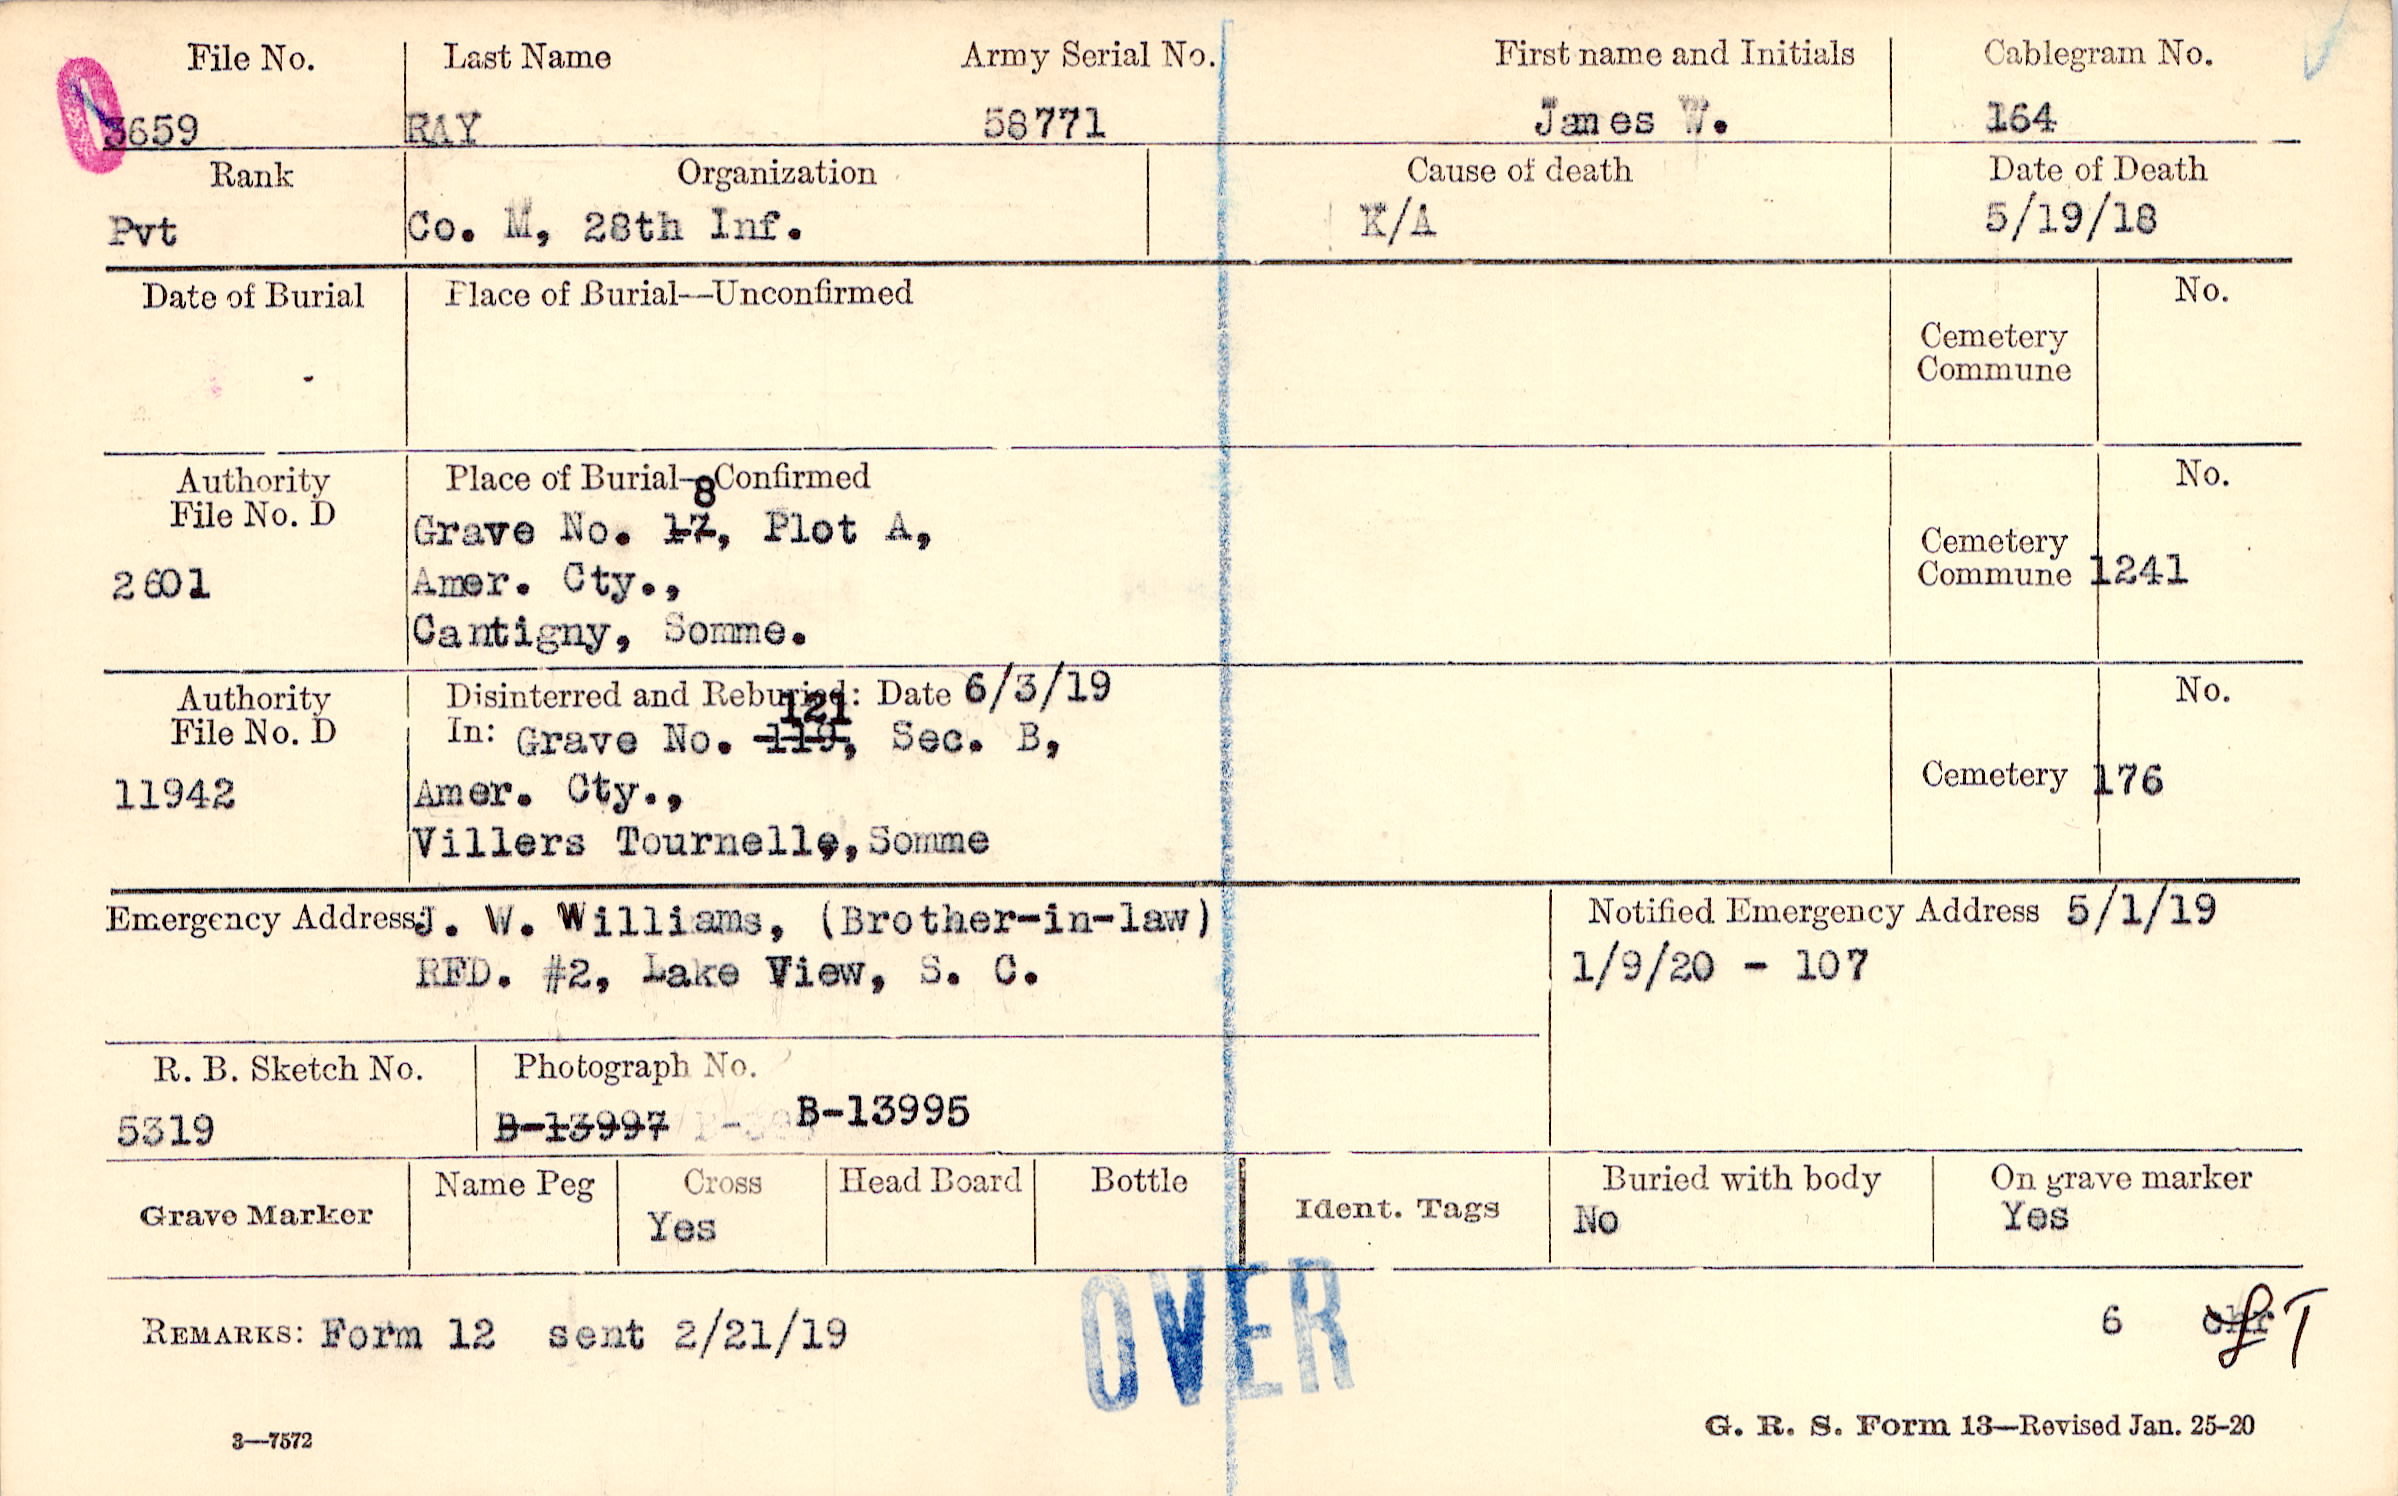 File No. Last Name Army Serial No. First name and Initials Cablegram No.
3659 RAY 58771 James W. 164
Rank Organization Cause of death Date of Death
Pvt Co. M, 28th Inf. K/A 5/19/18
Date of Burial Place of Burial—Unconfirmed No.
Cemetery
Commune
Authority Place of Burial—Confirmed No.
File No. D 8
Grave No. 17, Plot A,
Cemetery
2601 Amer. Cty., Commune 1241
Cantigny, Somme.
Authority Disinterred and Reburied: Date 6/3/19 No.
121
File No. D In: Grave No. 119, Sec. B,
11942 Amer. Cty., Cemetery 176
Villers Tournelle, Somme
Emergency Address J. W. Williams, (Brother-in-law) Notified Emergency Address 5/1/19
RFD. #2, Lake View, S. C. 1/9/20 - 107
R. B. Sketch No. Photograph No.
5319 B-13997 B-13995
Grave Marker Name Peg Cross Head Board Bottle Ident. Tags Buried with body On grave marker
Yes No Yes
OVER
REMARKS: Form 12 sent 2/21/19 6
3—7572 G. R. S. Form 13—Revised Jan. 25-20